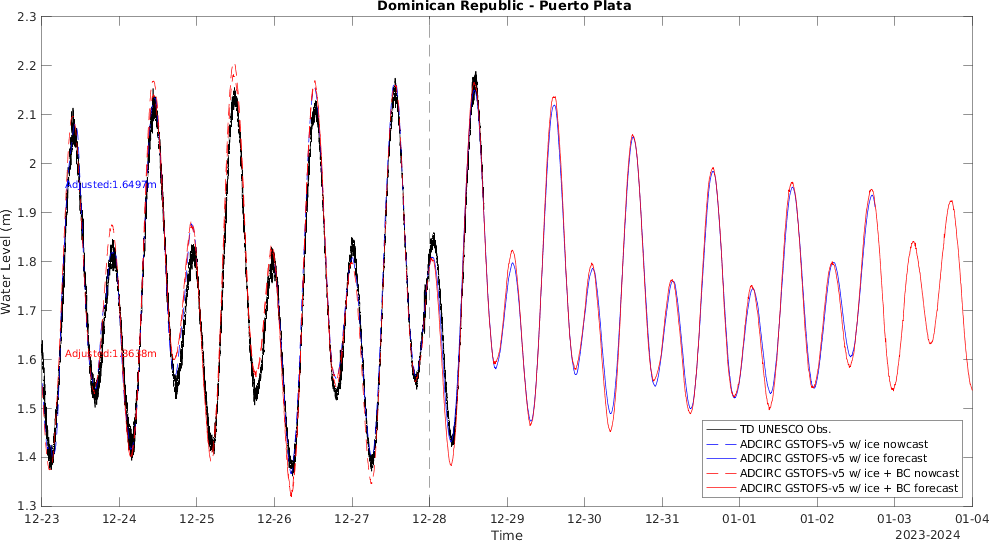 Dominican Republic - Puerto Plata
2.3
2.2
2.1
2
1.9
1.8
1.7
1.6
1.5
1.4
1.3
Water Level (m)
Adjusted:1.6497m
Adjusted:1.8638m
TD UNESCO Obs.
ADCIRC GSTOFS-v5 w/ ice nowcast
ADCIRC GSTOFS-v5 w/ ice forecast
ADCIRC GSTOFS-v5 w/ ice + BC nowcast
ADCIRC GSTOFS-v5 w/ ice + BC forecast
12-23 12-24 12-25 12-26 12-27 12-28 12-29 12-30 12-31 01-01 01-02 01-03 01-04
Time
2023-2024